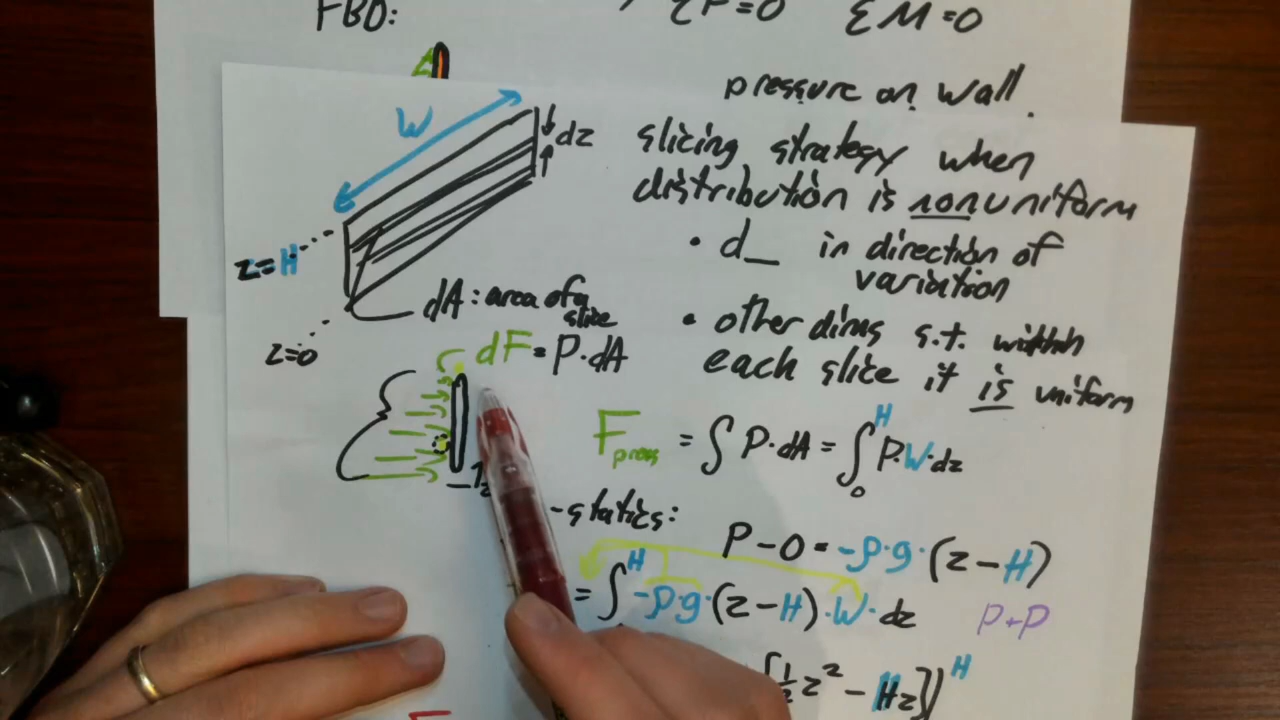 FBD:
ΣF=0 ΣM=0
pressure on wall.
W
dz
slicing strategy when
distribution is nonuniform
• d_ in direction of
variation
z=H
dA: area of a
slice
• other dims s.t. within
each slice it is uniform
z=0
dF = P·dA
F press = ∫ P·dA = ∫₀ᴴ P·W·dz
-statics:
P-0 = -ρ·g·(z-H)
= ∫ᴴ -ρg·(z-H)·W·dz
P+P
[½z²-Hz]]ᴴ